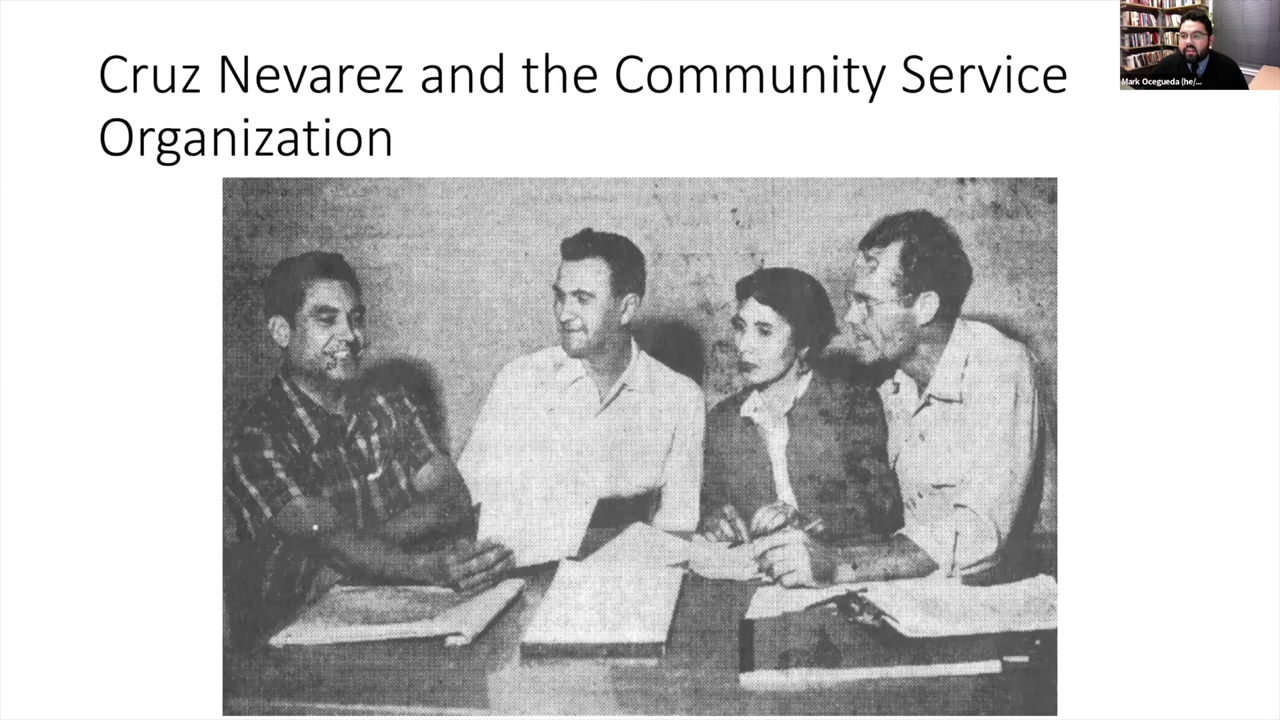 Cruz Nevarez and the Community Service
Organization
Mark Ocegueda (he/...